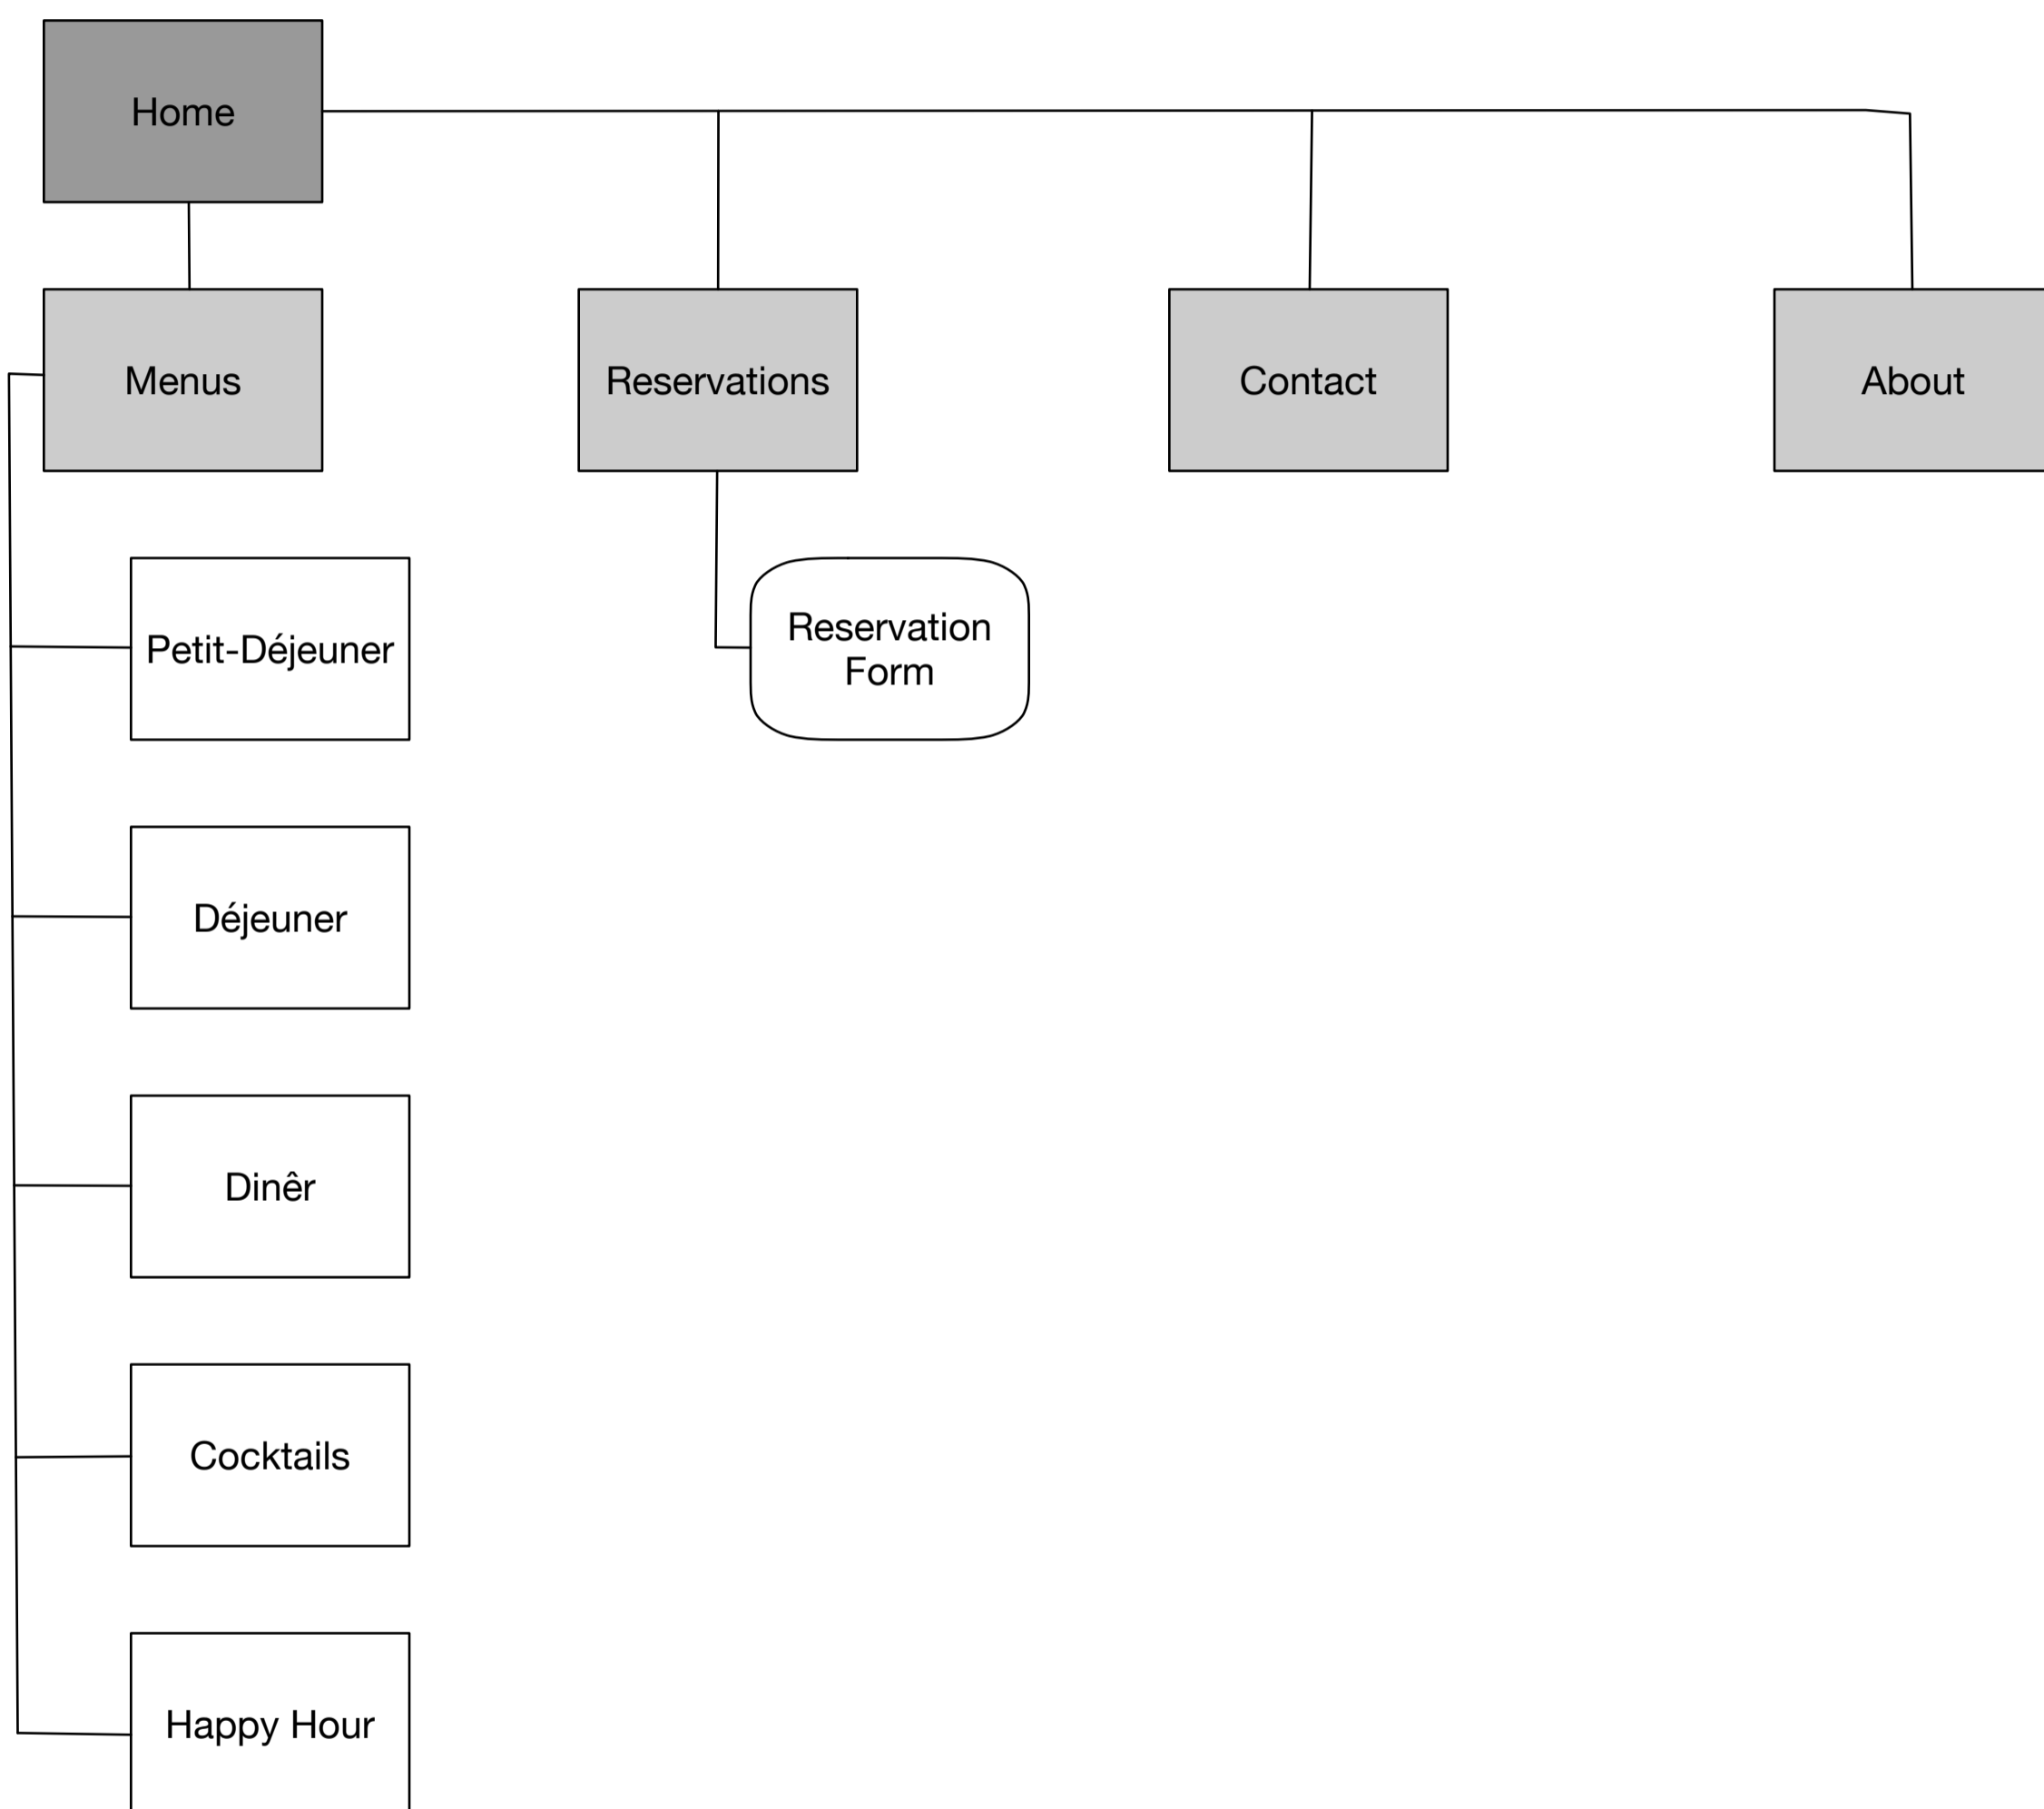 Home
Menus
Reservations
Contact
About
Petit-Déjeuner
Reservation
Form
Déjeuner
Dinêr
Cocktails
Happy Hour